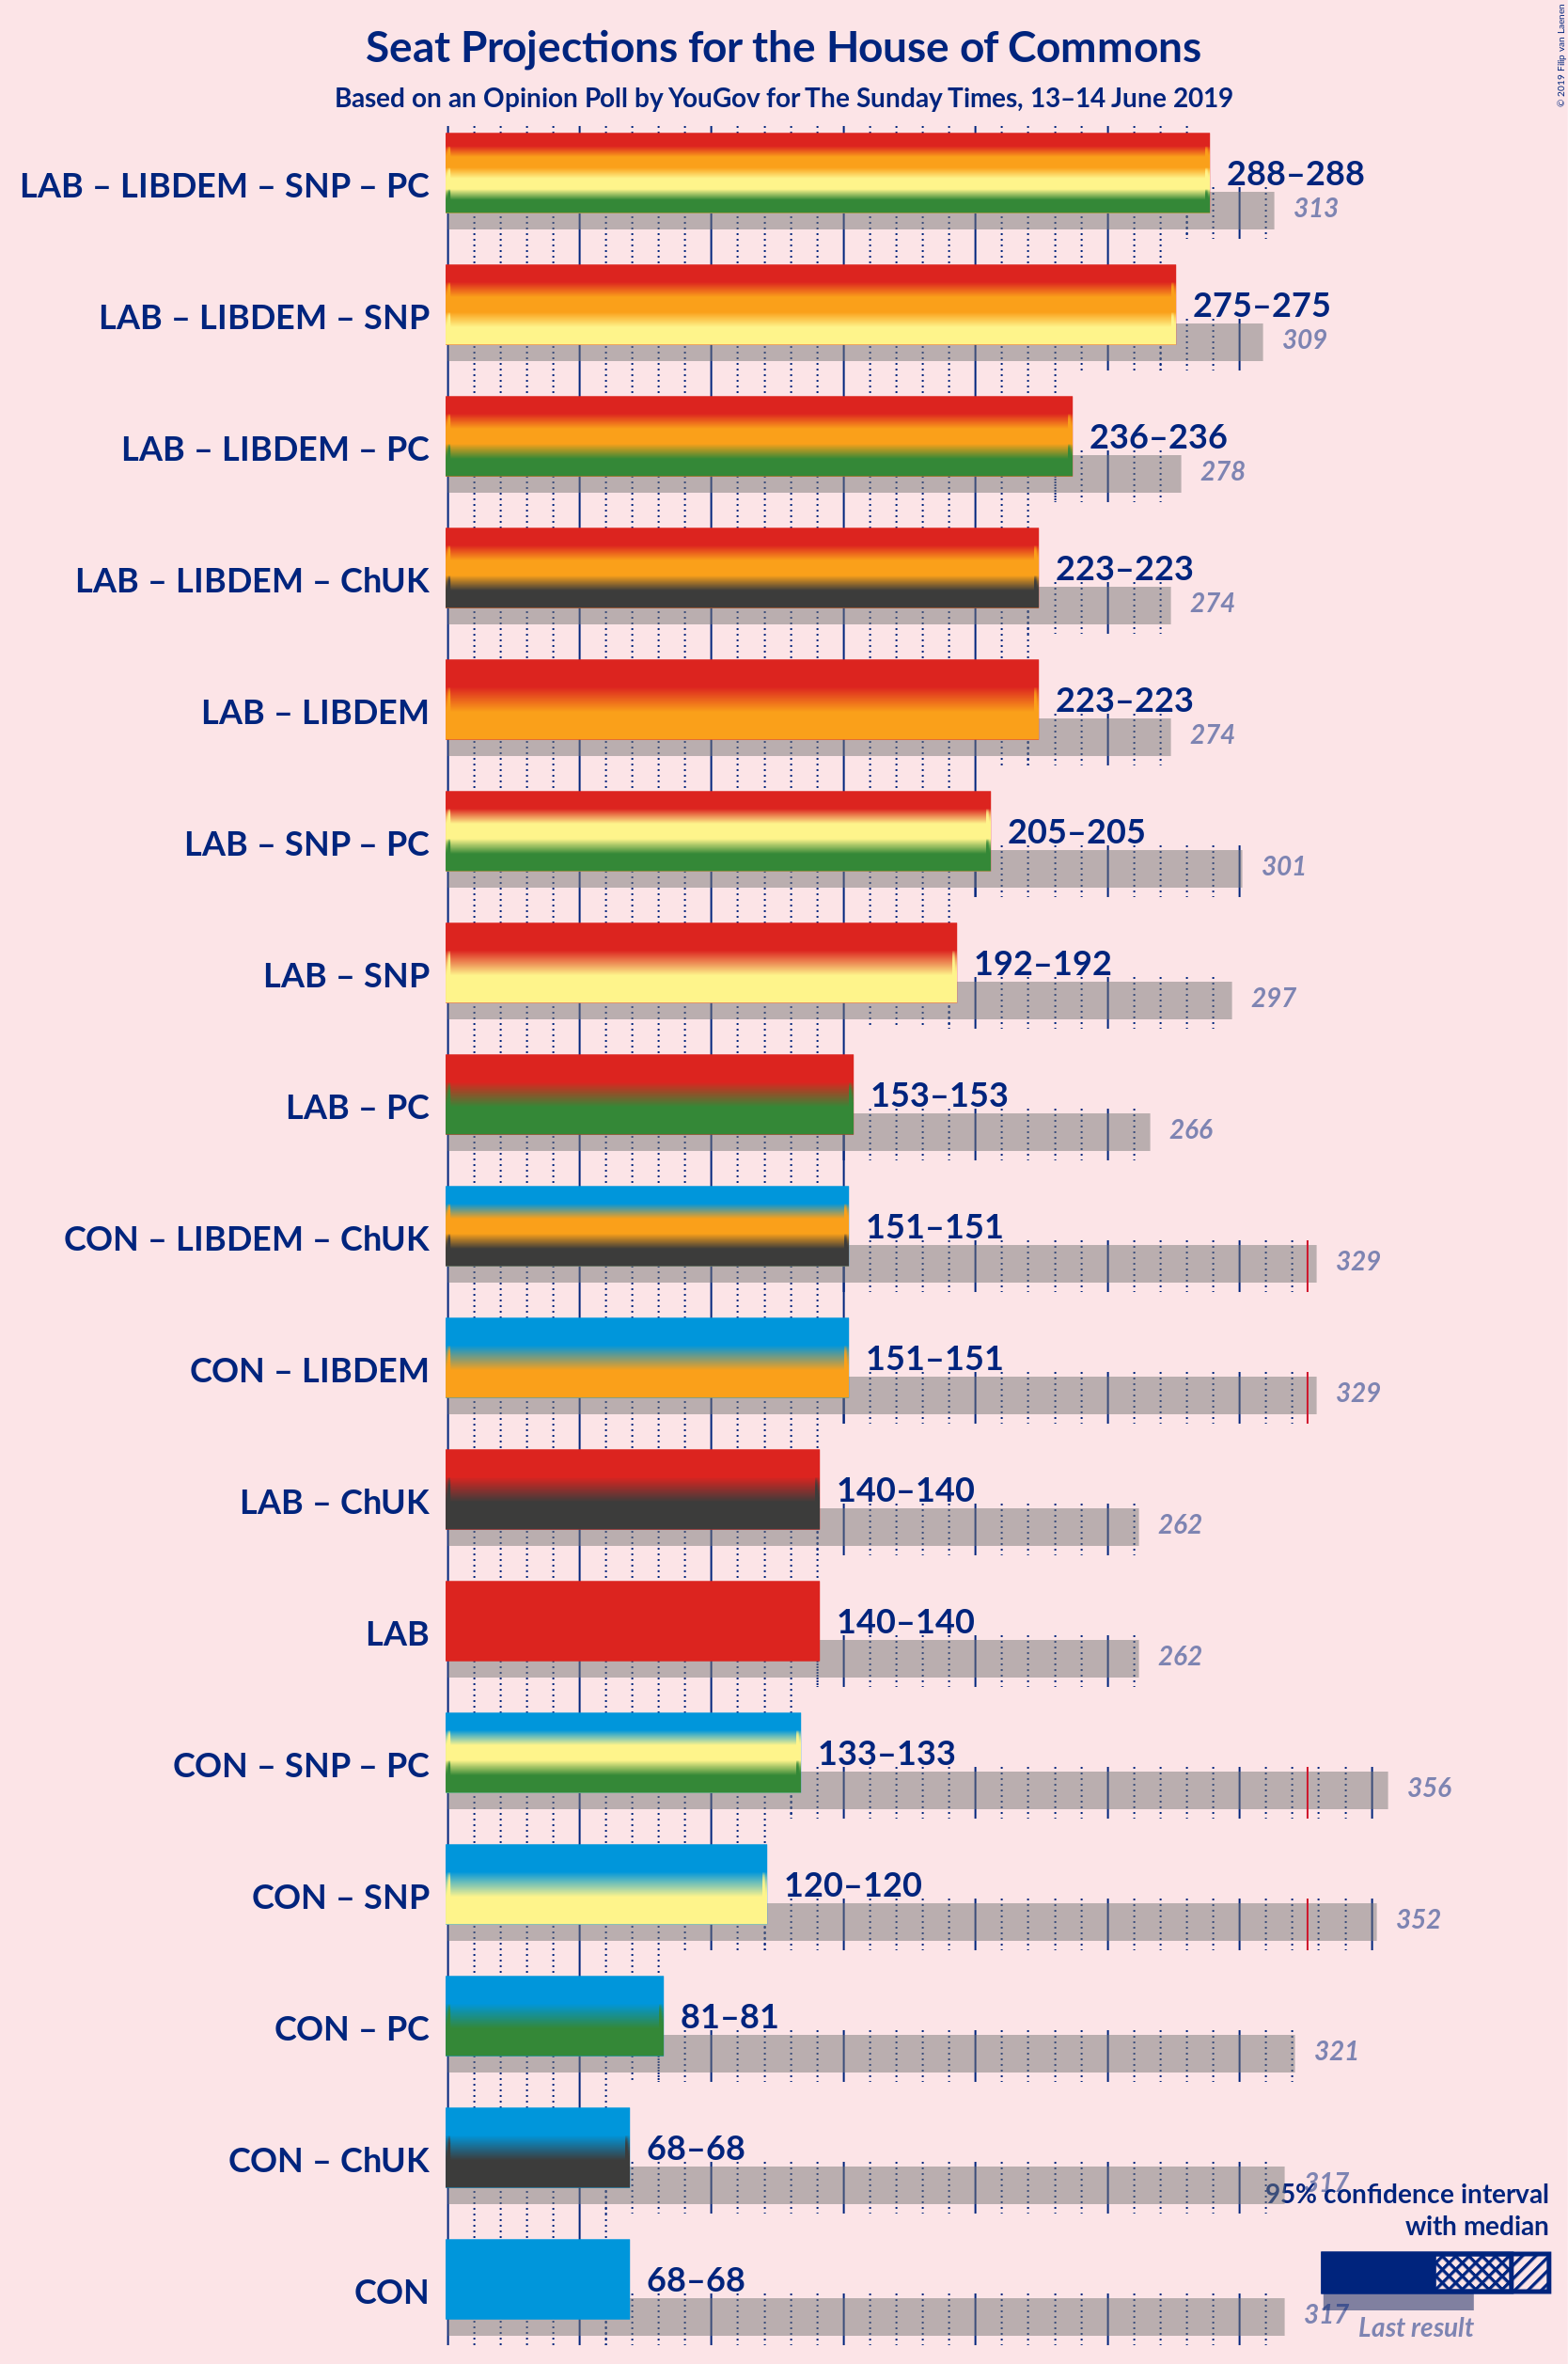 Seat Projections for the House of Commons
Based on an Opinion Poll by YouGov for The Sunday Times, 13–14 June 2019
© 2019 Filip van Laenen
LAB – LIBDEM – SNP – PC 288–288 313
LAB – LIBDEM – SNP 275–275 309
LAB – LIBDEM – PC 236–236 278
LAB – LIBDEM – ChUK 223–223 274
LAB – LIBDEM 223–223 274
LAB – SNP – PC 205–205 301
LAB – SNP 192–192 297
LAB – PC 153–153 266
CON – LIBDEM – ChUK 151–151 329
CON – LIBDEM 151–151 329
LAB – ChUK 140–140 262
LAB 140–140 262
CON – SNP – PC 133–133 356
CON – SNP 120–120 352
CON – PC 81–81 321
CON – ChUK 68–68 317
CON 68–68 317
95% confidence interval
with median
Last result